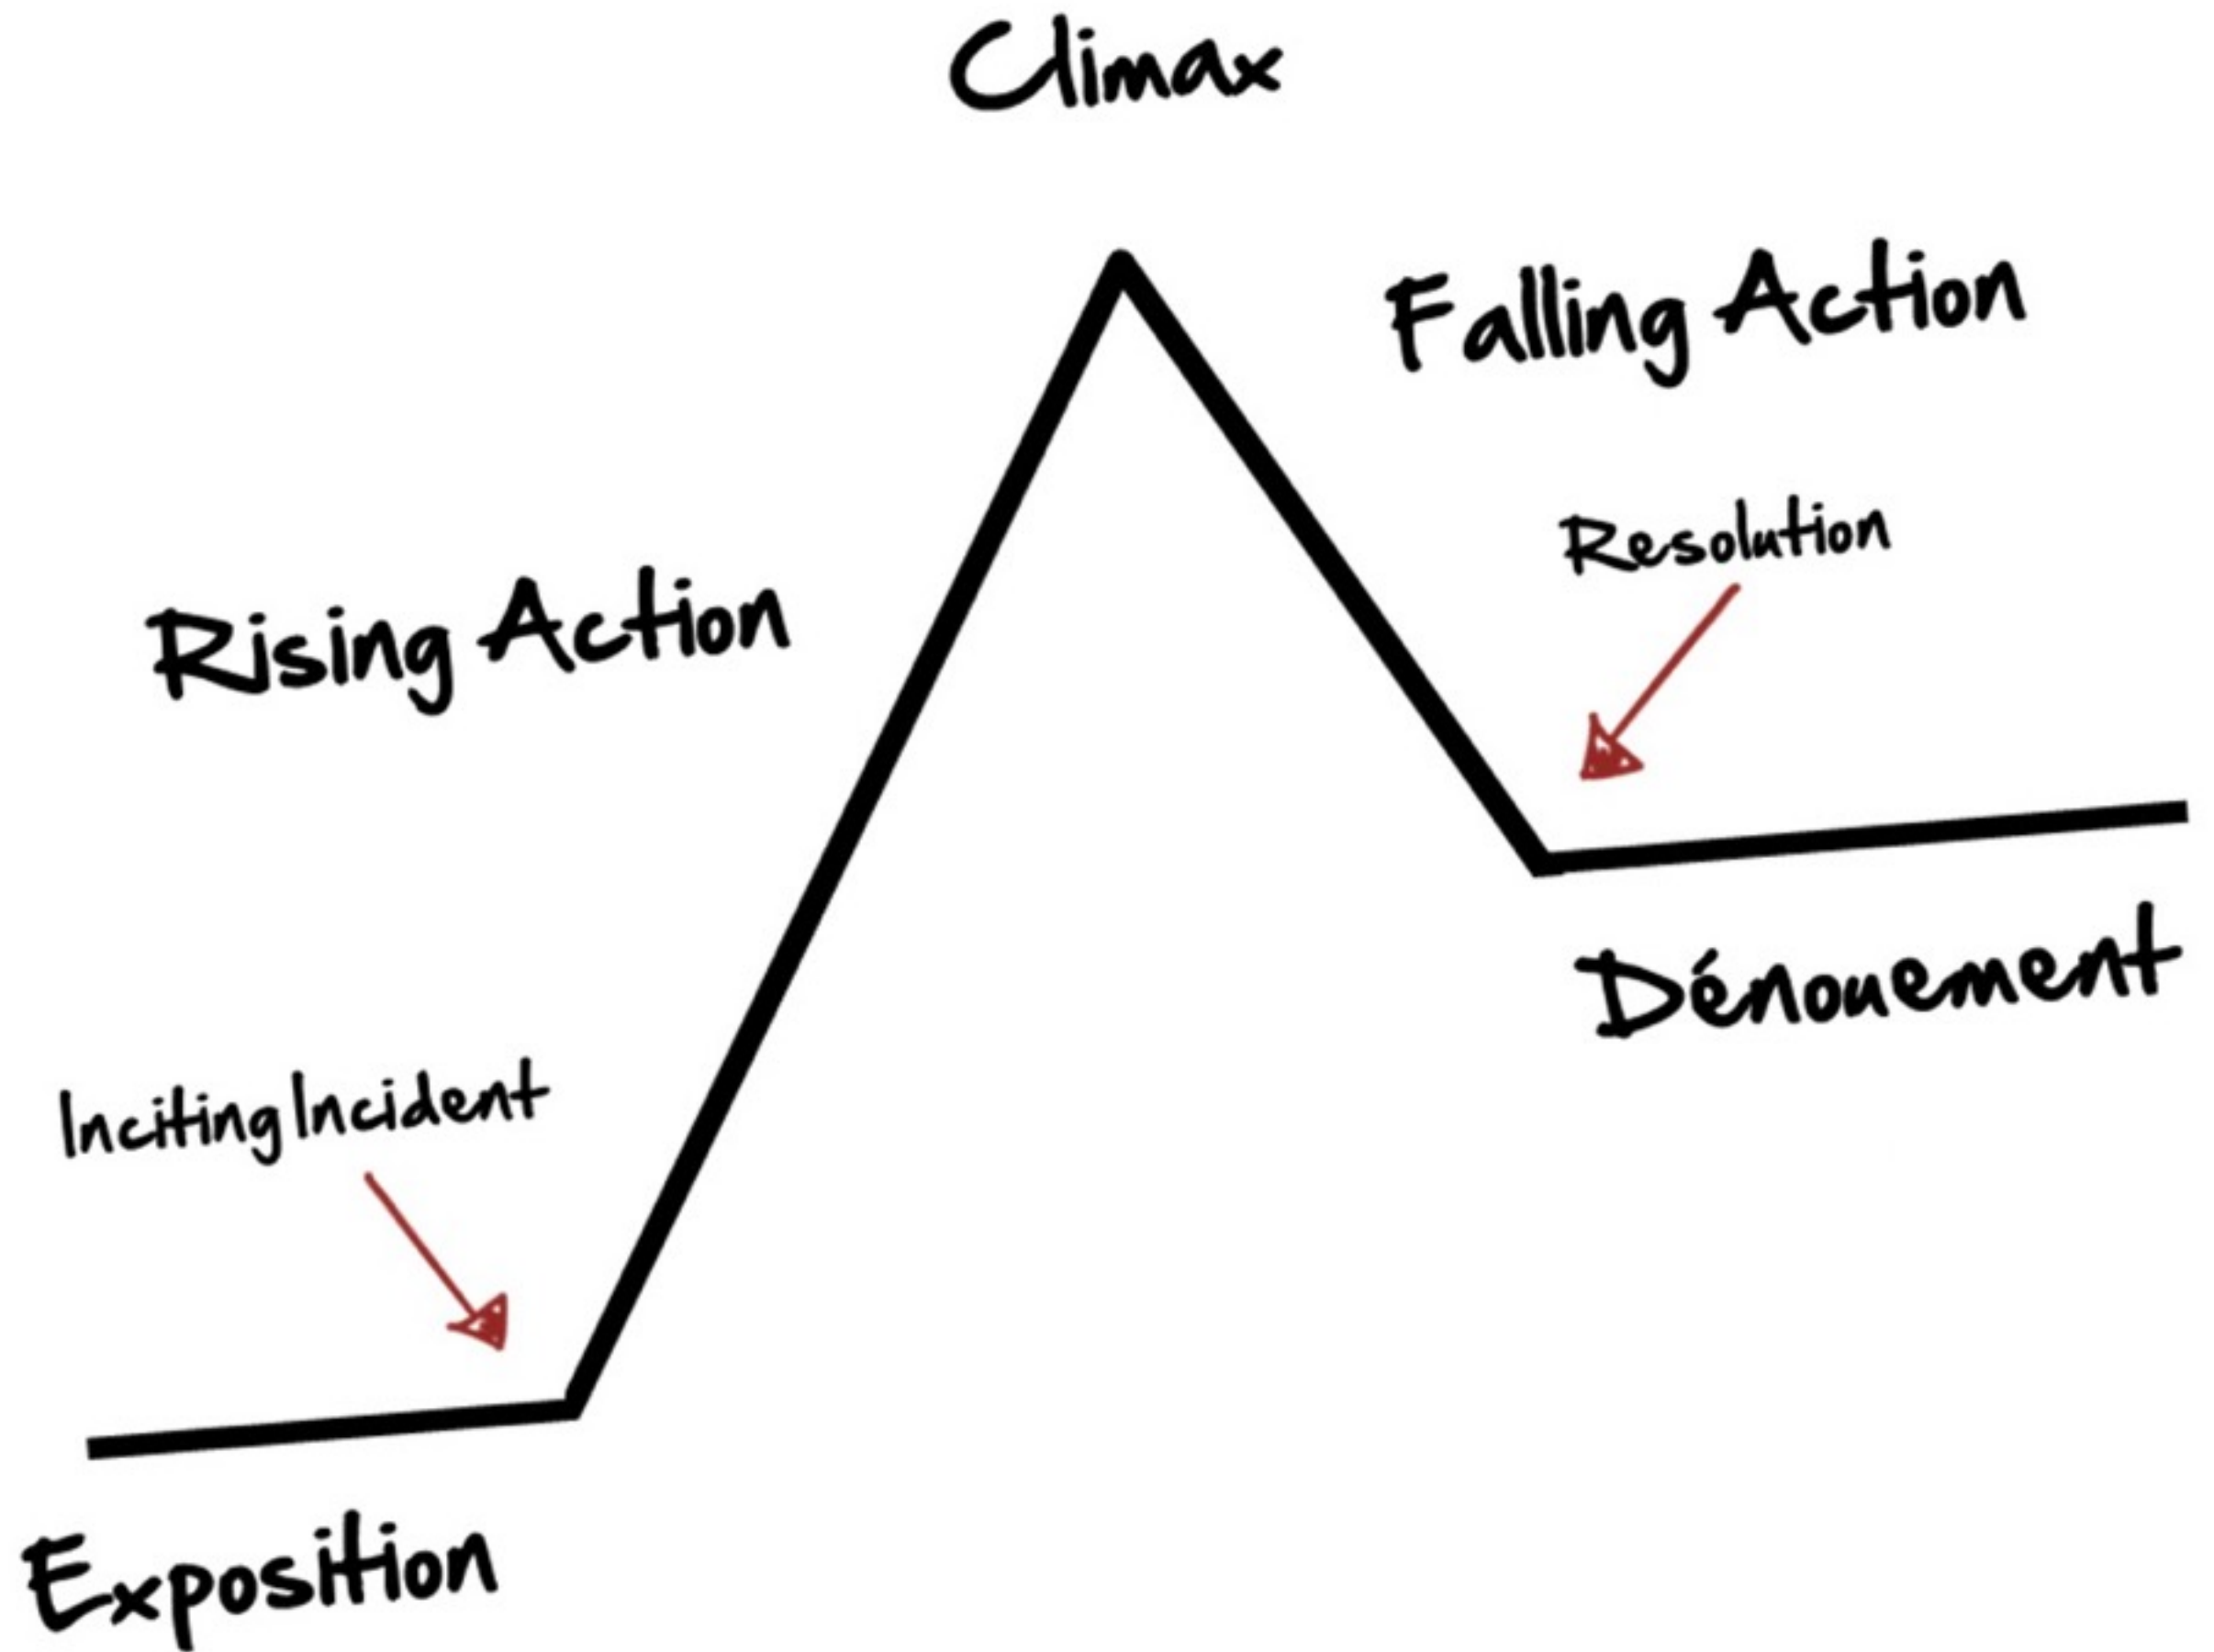 Climax
Falling Action
Resolution
Rising Action
Dénouement
Inciting Incident
Exposition